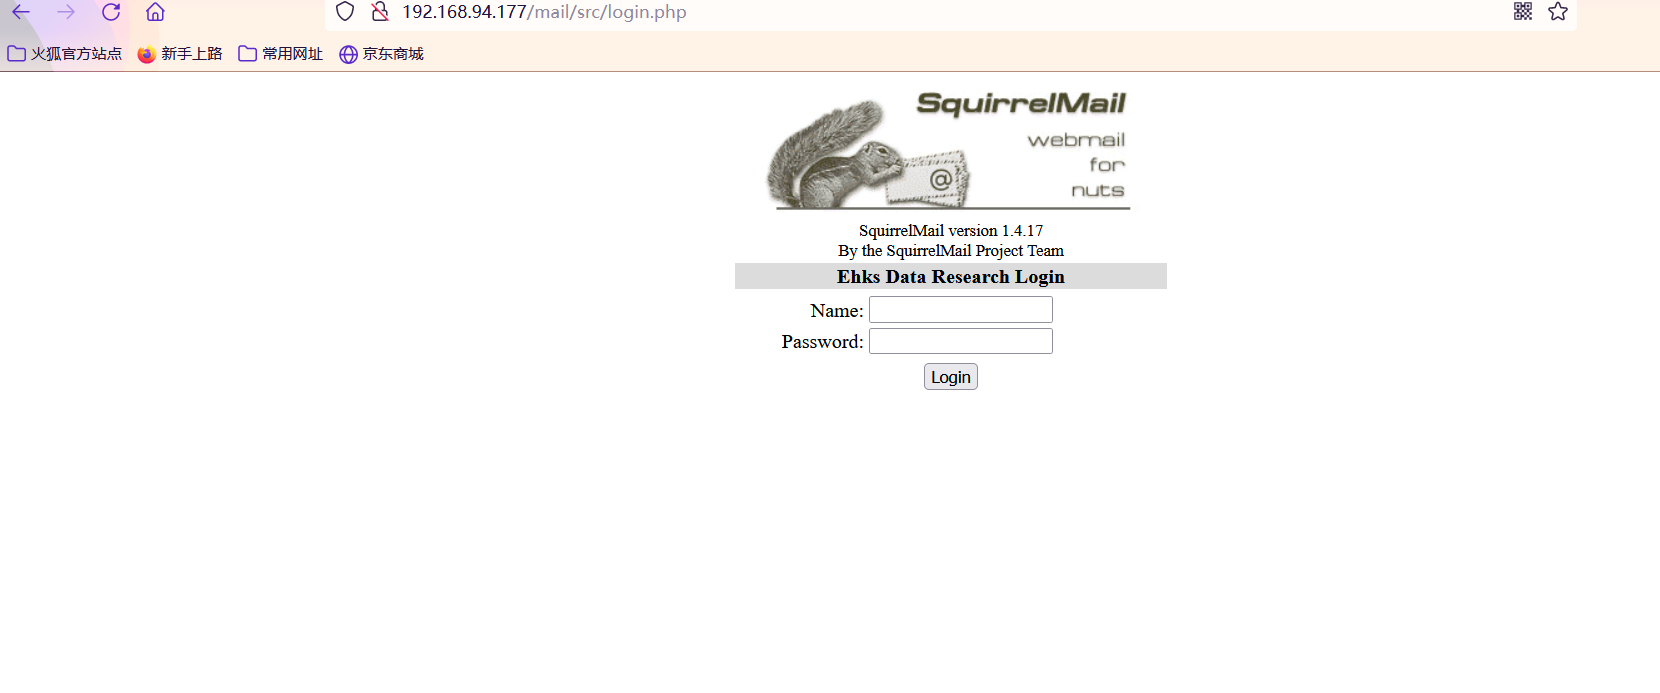 192.168.94.177/mail/src/login.php
火狐官方站点 新手上路 常用网址 京东商城
SquirrelMail
webmail
for
nuts
@
SquirrelMail version 1.4.17
By the SquirrelMail Project Team
Ehks Data Research Login
Name:
Password:
Login